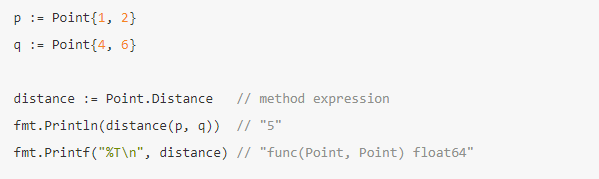 p := Point{1, 2}
q := Point{4, 6}
distance := Point.Distance   // method expression
fmt.Println(distance(p, q))  // "5"
fmt.Printf("%T\n", distance) // "func(Point, Point) float64"